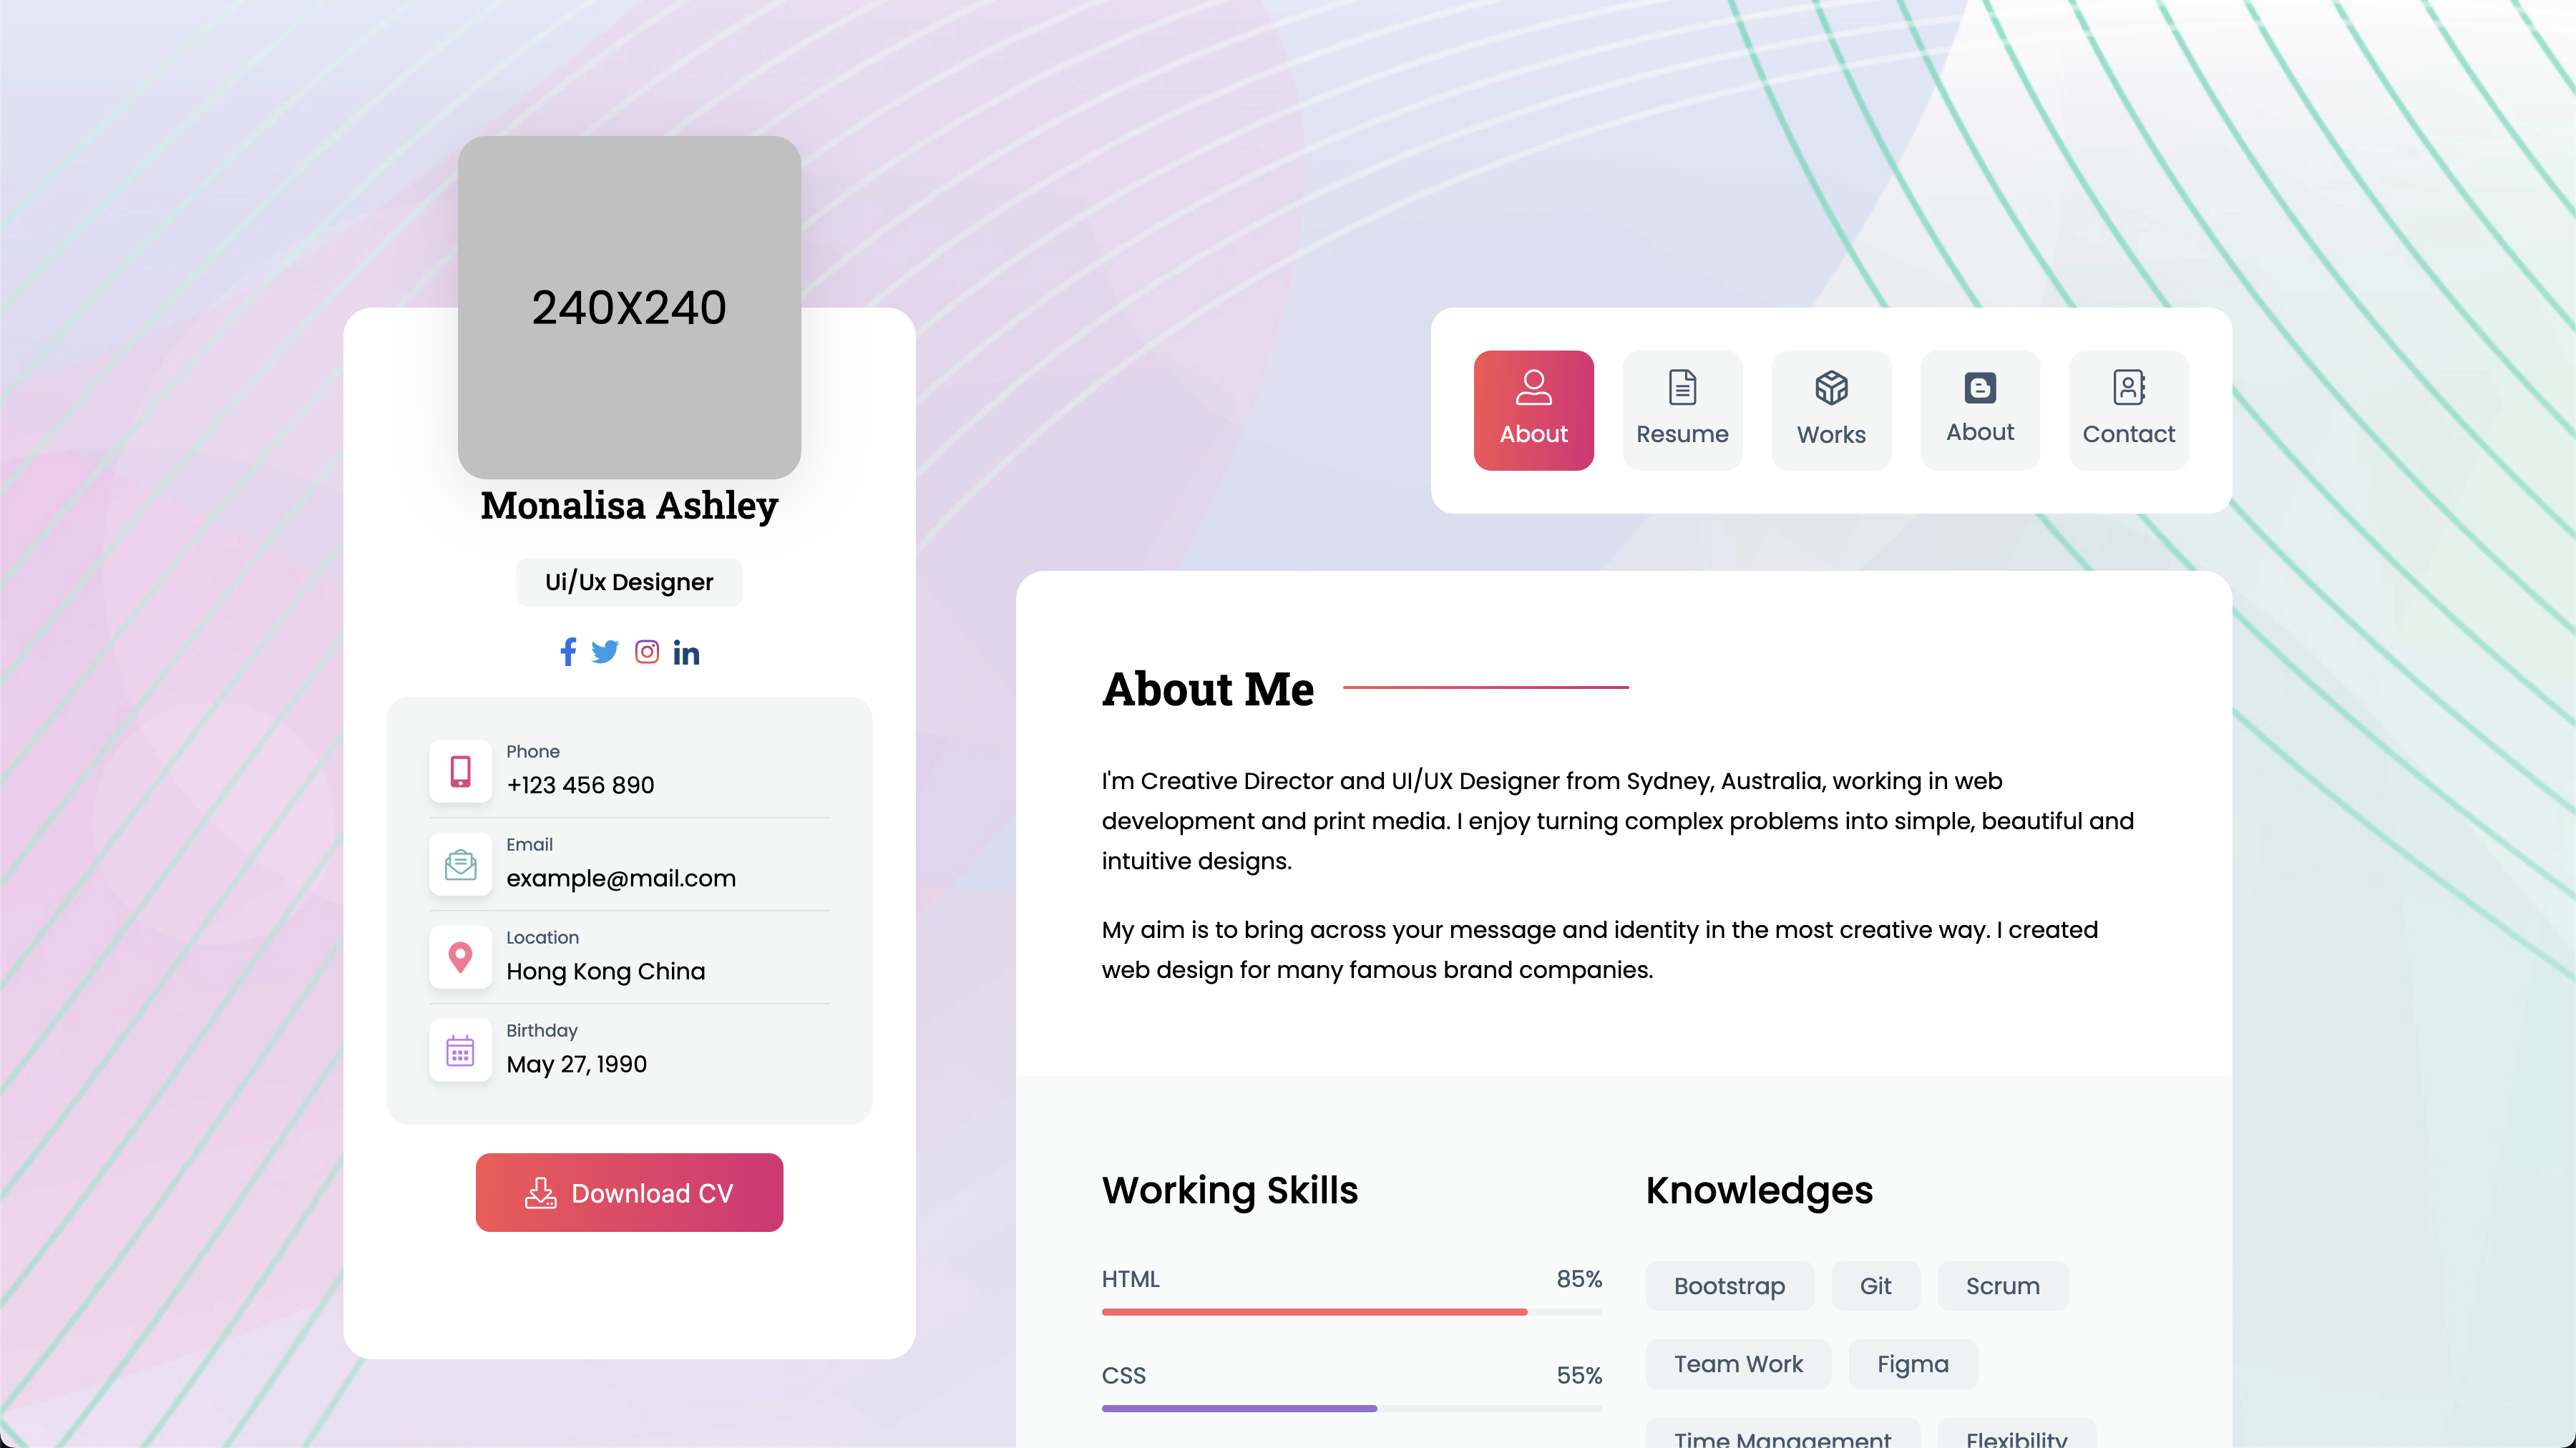 240X240
Monalisa Ashley
Ui/Ux Designer
Phone
+123 456 890
Email
example@mail.com
Location
Hong Kong China
Birthday
May 27, 1990
Download CV
About
Resume
Works
About
Contact
About Me
I'm Creative Director and UI/UX Designer from Sydney, Australia, working in web
development and print media. I enjoy turning complex problems into simple, beautiful and
intuitive designs.
My aim is to bring across your message and identity in the most creative way. I created
web design for many famous brand companies.
Working Skills
HTML 85%
CSS 55%
Knowledges
Bootstrap Git Scrum
Team Work Figma
Time Management Flexibility